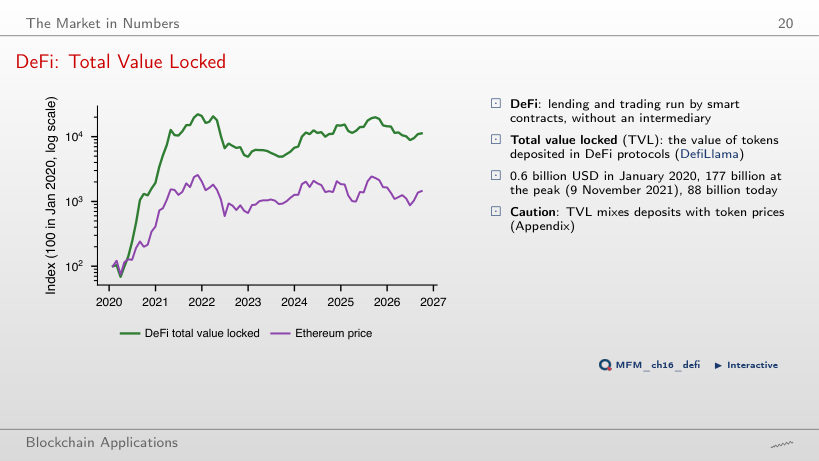 The Market in Numbers
20
DeFi: Total Value Locked
Index (100 in Jan 2020, log scale)
10⁴
10³
10²
2020 2021 2022 2023 2024 2025 2026 2027
DeFi total value locked Ethereum price
DeFi: lending and trading run by smart
contracts, without an intermediary
Total value locked (TVL): the value of tokens
deposited in DeFi protocols (DefiLlama)
0.6 billion USD in January 2020, 177 billion at
the peak (9 November 2021), 88 billion today
Caution: TVL mixes deposits with token prices
(Appendix)
MFM_ch16_defi ▶ Interactive
Blockchain Applications